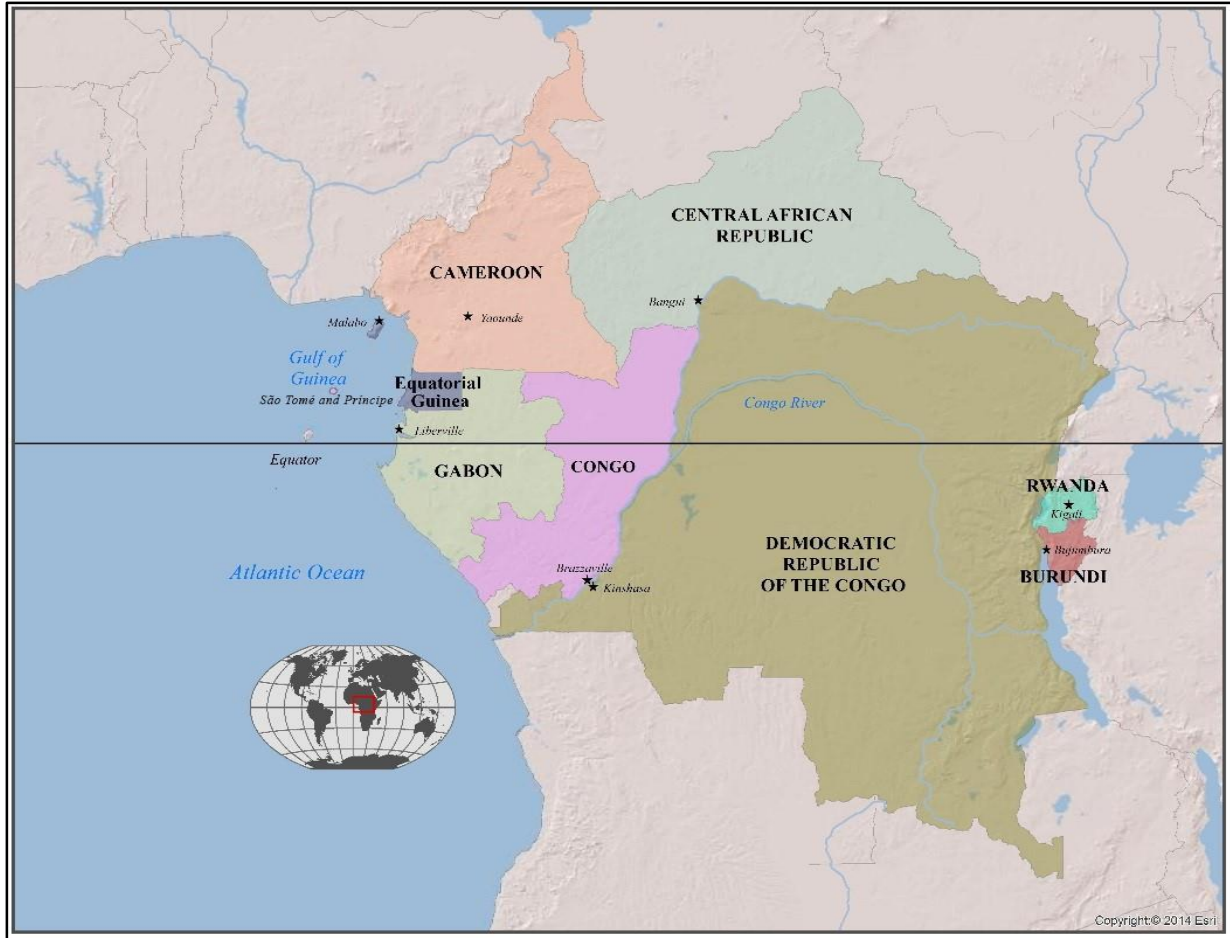 CENTRAL AFRICAN
REPUBLIC
CAMEROON
Bangui
Malabo
Yaounde
Gulf of
Guinea
Equatorial
Guinea
São Tomé and Principe
Congo River
Liberville
Equator
GABON
CONGO
RWANDA
Kigali
DEMOCRATIC
REPUBLIC
OF THE CONGO
Bujumbura
BURUNDI
Atlantic Ocean
Brazzaville
Kinshasa
Copyright:© 2014 Esri